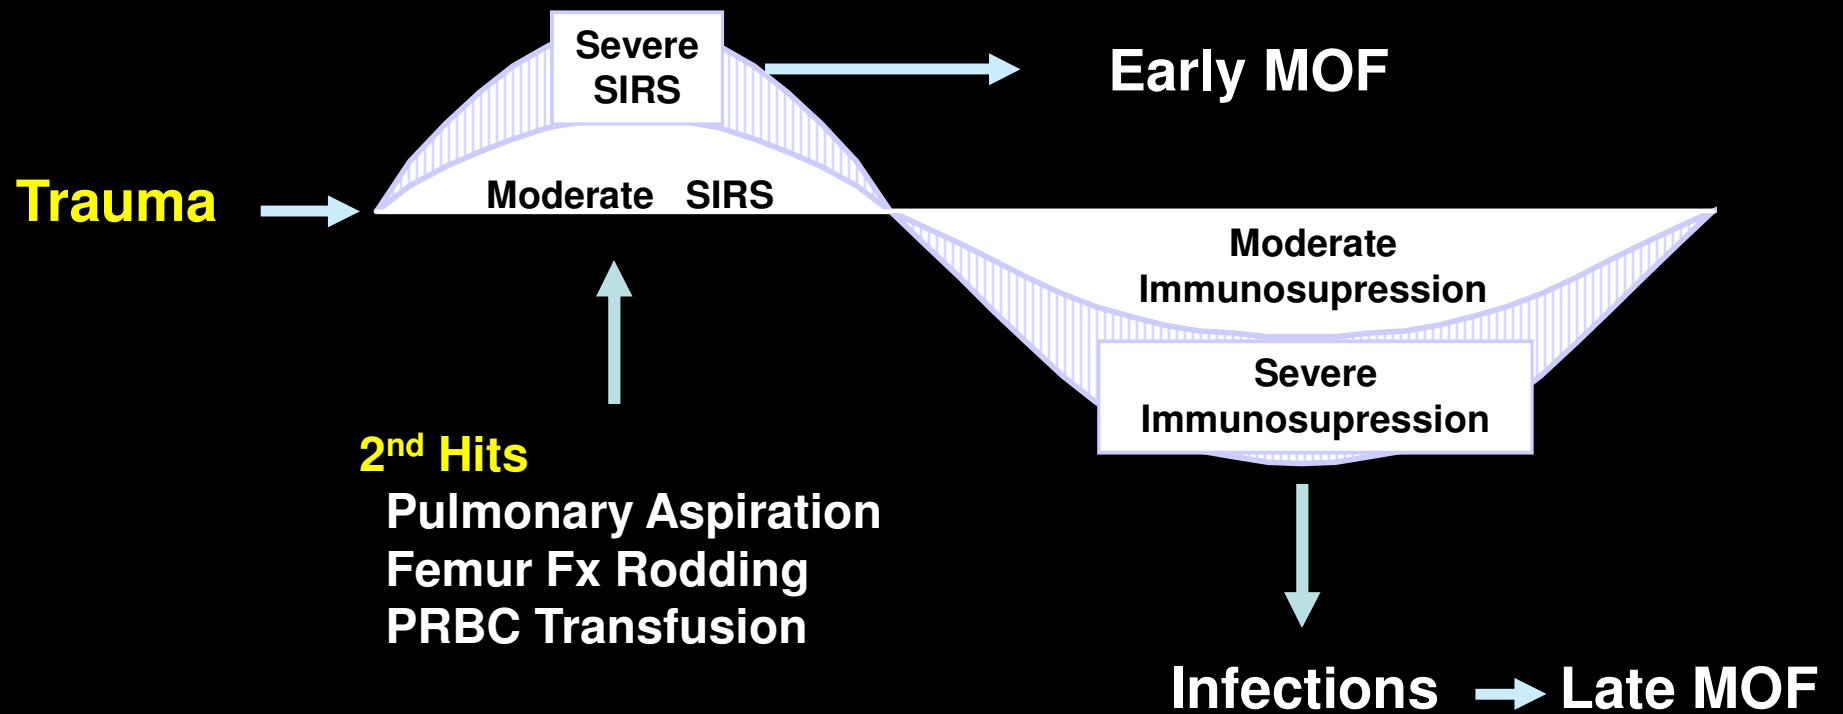 Severe
SIRS
Early MOF
Trauma
Moderate SIRS
Moderate
Immunosupression
Severe
Immunosupression
2nd Hits
Pulmonary Aspiration
Femur Fx Rodding
PRBC Transfusion
Infections
Late MOF